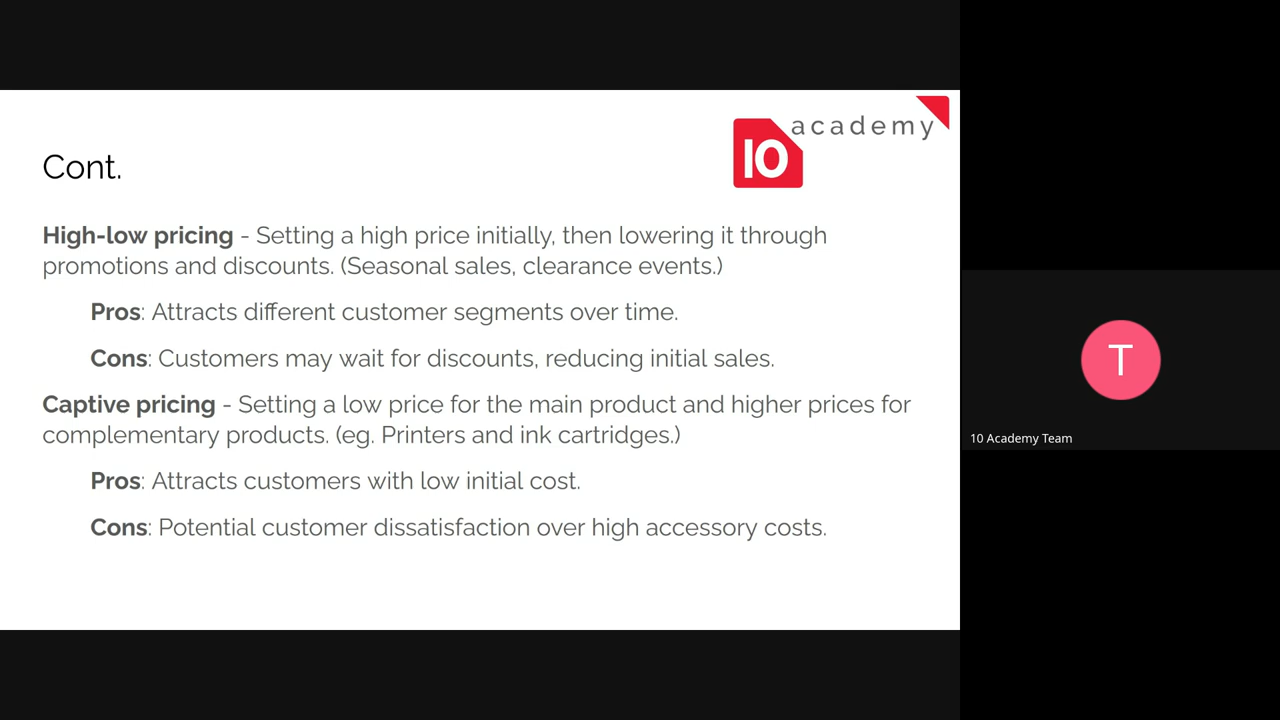 10 academy
Cont.
High-low pricing - Setting a high price initially, then lowering it through
promotions and discounts. (Seasonal sales, clearance events.)
Pros: Attracts different customer segments over time.
Cons: Customers may wait for discounts, reducing initial sales.
Captive pricing - Setting a low price for the main product and higher prices for
complementary products. (eg. Printers and ink cartridges.)
Pros: Attracts customers with low initial cost.
Cons: Potential customer dissatisfaction over high accessory costs.
T
10 Academy Team